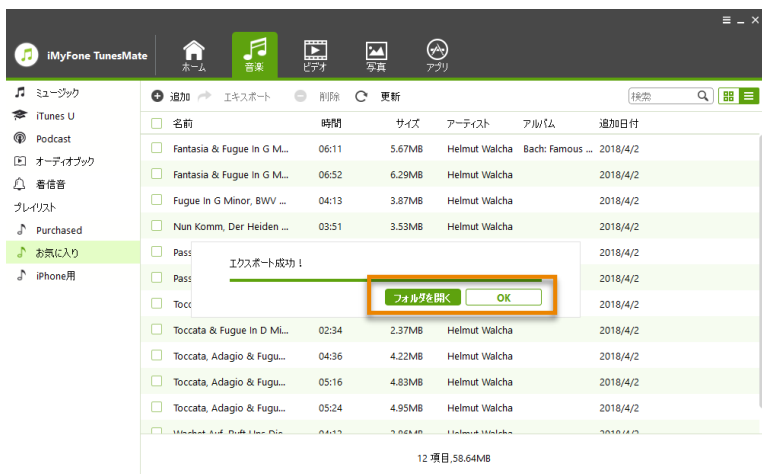 iMyFone TunesMate
ホーム 音楽 ビデオ 写真 アプリ
ミュージック
iTunes U
Podcast
オーディオブック
着信音
プレイリスト
Purchased
お気に入り
iPhone用
追加 エキスポート 削除 更新 検索
名前 時間 サイズ アーティスト アルバム 追加日付
Fantasia & Fugue In G M... 06:11 5.67MB Helmut Walcha Bach: Famous ... 2018/4/2
Fantasia & Fugue In G M... 06:52 6.29MB Helmut Walcha 2018/4/2
Fugue In G Minor, BWV ... 04:13 3.87MB Helmut Walcha 2018/4/2
Nun Komm, Der Heiden ... 03:51 3.53MB Helmut Walcha 2018/4/2
Pass 2018/4/2
エクスポート成功！
Pass 2018/4/2
フォルダを開く OK
Tocc 2018/4/2
Toccata & Fugue In D Mi... 02:34 2.37MB Helmut Walcha 2018/4/2
Toccata, Adagio & Fugu... 04:36 4.22MB Helmut Walcha 2018/4/2
Toccata, Adagio & Fugu... 05:16 4.83MB Helmut Walcha 2018/4/2
Toccata, Adagio & Fugu... 05:24 4.95MB Helmut Walcha 2018/4/2
12 項目,58.64MB